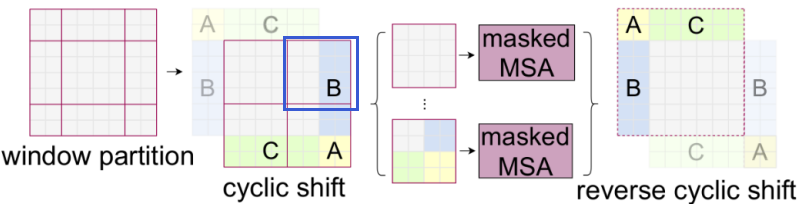 A C
B
B
C A
masked
MSA
...
masked
MSA
A C
B B
C A
window partition
cyclic shift
reverse cyclic shift